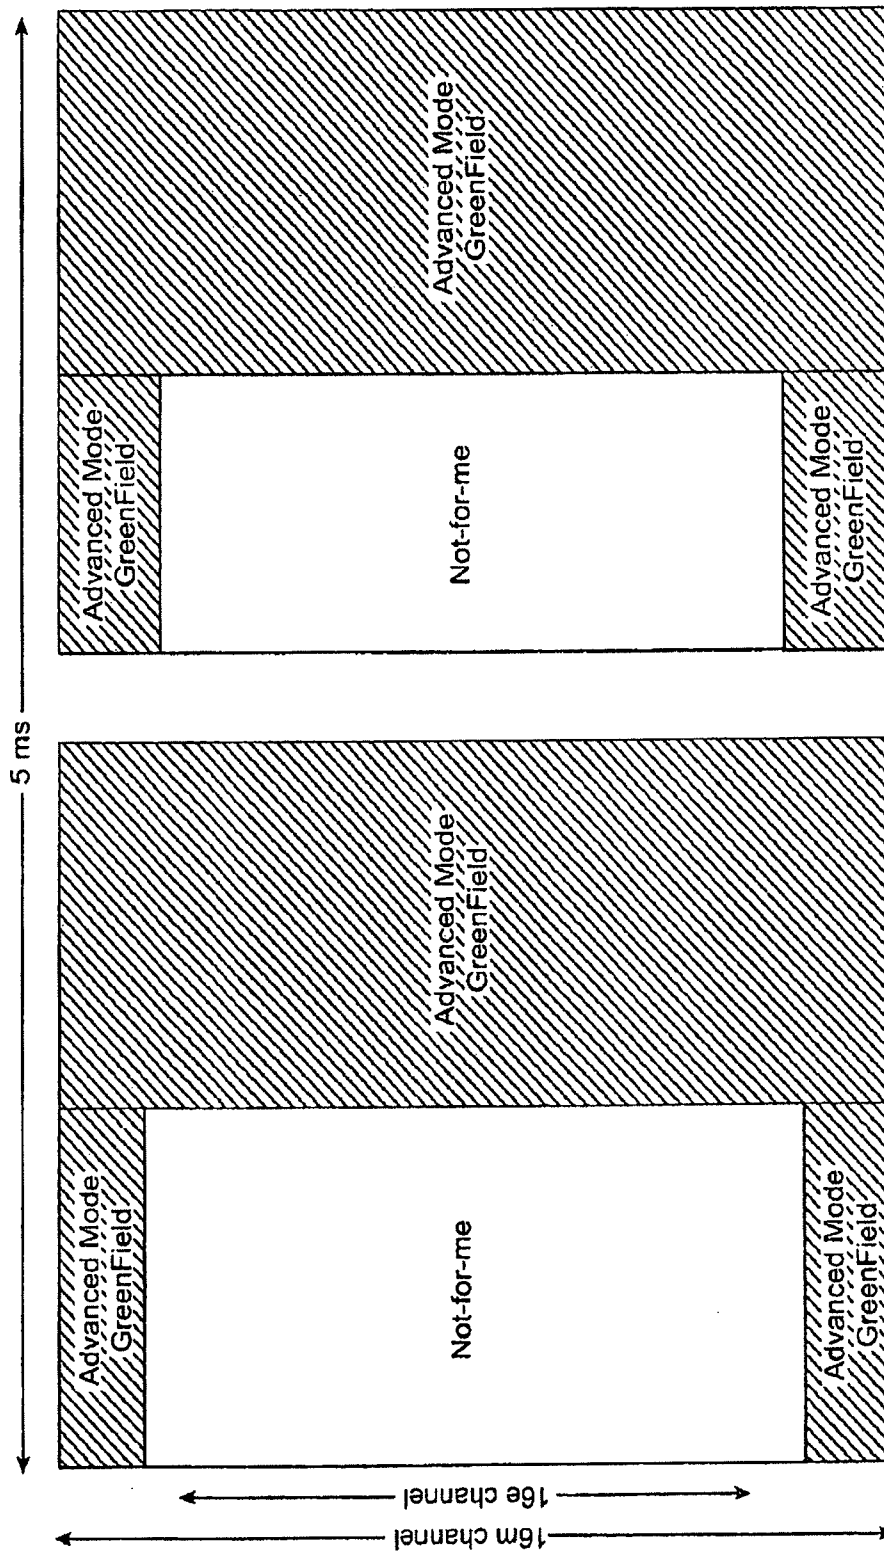 5 ms
16m channel
16e channel
Advanced Mode
GreenField
Not-for-me
Advanced Mode
GreenField
Advanced Mode
GreenField
Advanced Mode
GreenField
Not-for-me
Advanced Mode
GreenField
Advanced Mode
GreenField